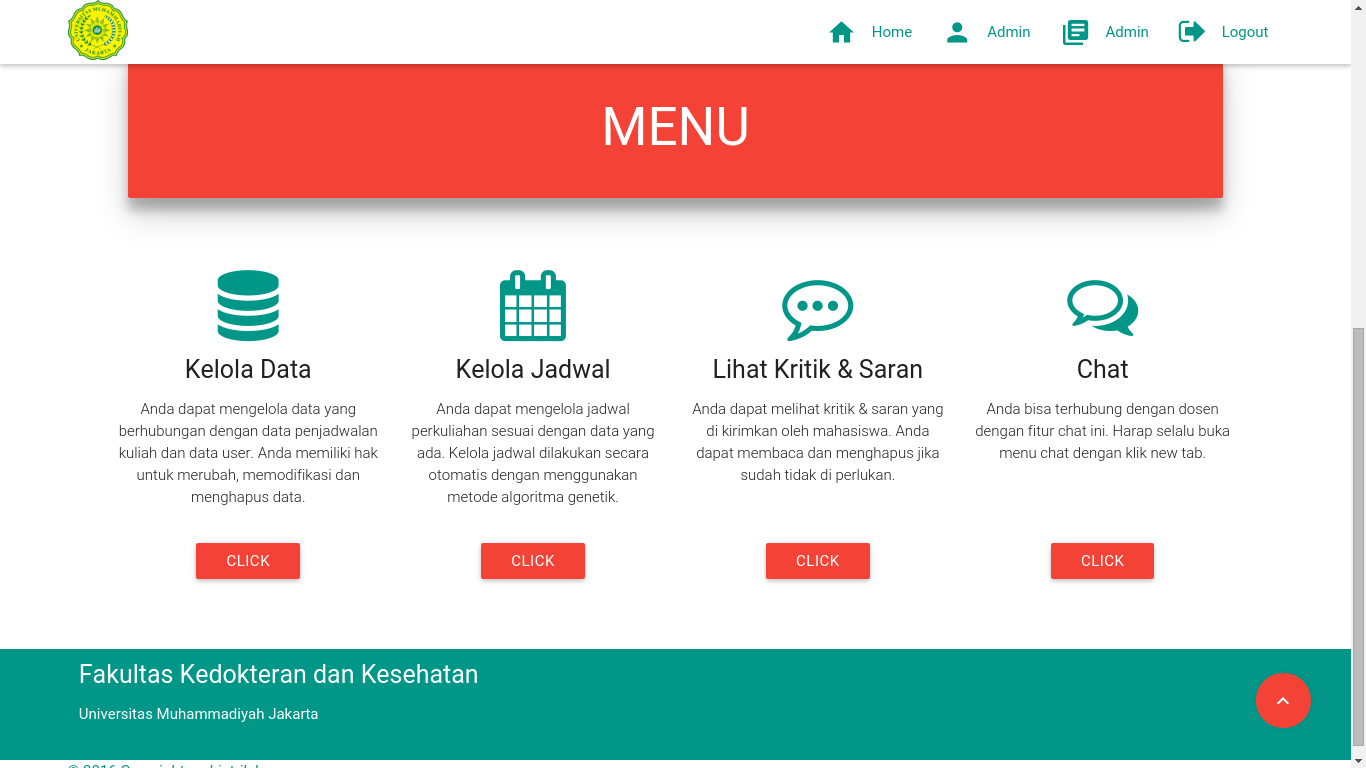 UNIVERSITAS MUHAMMADIYAH
JAKARTA
Home
Admin
Admin
Logout
MENU
Kelola Data
Anda dapat mengelola data yang
berhubungan dengan data penjadwalan
kuliah dan data user. Anda memiliki hak
untuk merubah, memodifikasi dan
menghapus data.
CLICK
Kelola Jadwal
Anda dapat mengelola jadwal
perkuliahan sesuai dengan data yang
ada. Kelola jadwal dilakukan secara
otomatis dengan menggunakan
metode algoritma genetik.
CLICK
Lihat Kritik & Saran
Anda dapat melihat kritik & saran yang
di kirimkan oleh mahasiswa. Anda
dapat membaca dan menghapus jika
sudah tidak di perlukan.
CLICK
Chat
Anda bisa terhubung dengan dosen
dengan fitur chat ini. Harap selalu buka
menu chat dengan klik new tab.
CLICK
Fakultas Kedokteran dan Kesehatan
Universitas Muhammadiyah Jakarta
© 2016 Copyright